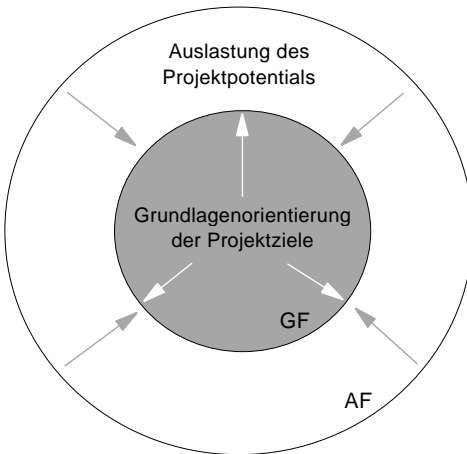 Auslastung des
Projektpotentials
Grundlagenorientierung
der Projektziele
GF
AF